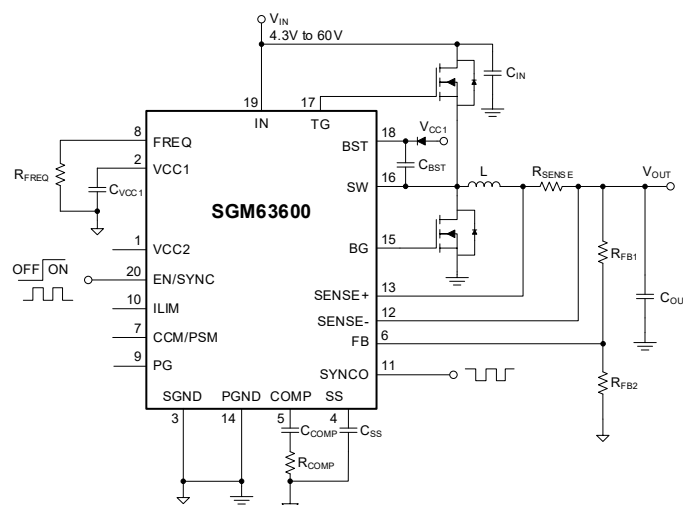 VIN
4.3V to 60V
CIN
19
17
IN
TG
8
FREQ
RFREQ
2
VCC1
CVCC1
18
BST
VCC1
CBST
16
SW
L
RSENSE
VOUT
SGM63600
1
VCC2
15
BG
RFB1
OFF ON
20
EN/SYNC
13
SENSE+
COU
10
ILIM
12
SENSE-
7
CCM/PSM
6
FB
9
PG
11
SYNCO
RFB2
SGND
PGND
COMP
SS
3
14
5
4
CCOMP
CSS
RCOMP